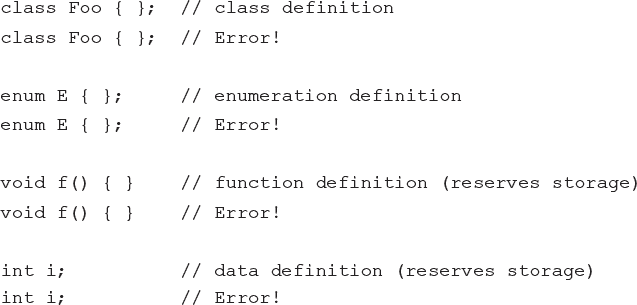 class Foo { };  // class definition
class Foo { };  // Error!
enum E { };     // enumeration definition
enum E { };     // Error!
void f() { }    // function definition (reserves storage)
void f() { }    // Error!
int i;          // data definition (reserves storage)
int i;          // Error!